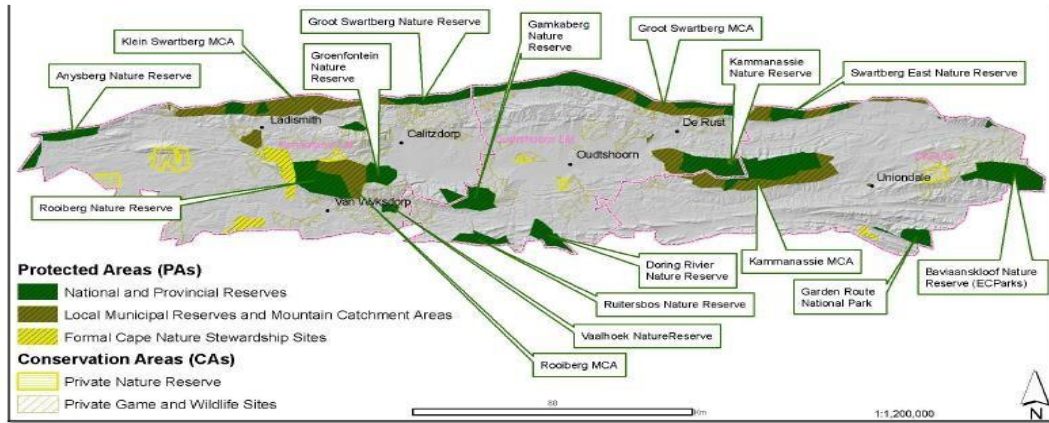 Groot Swartberg Nature Reserve
Klein Swartberg MCA
Groenfontein
Nature
Reserve
Gamkaberg
Nature
Reserve
Groot Swartberg MCA
Kammanassie
Nature Reserve
Anysberg Nature Reserve
Swartberg East Nature Reserve
Ladismith
Calitzdorp
De Rust
Oudtshoorn
Uniondale
Rooiberg Nature Reserve
Van Wyksdorp
Doring Rivier
Nature Reserve
Kammanassie MCA
Garden Route
National Park
Baviaanskloof Nature
Reserve (ECParks)
Ruitersbos Nature Reserve
Vaalhoek NatureReserve
Rooiberg MCA
Protected Areas (PAs)
National and Provincial Reserves
Local Municipal Reserves and Mountain Catchment Areas
Formal Cape Nature Stewardship Sites
Conservation Areas (CAs)
Private Nature Reserve
Private Game and Wildlife Sites
80
Km
1:1,200,000
N